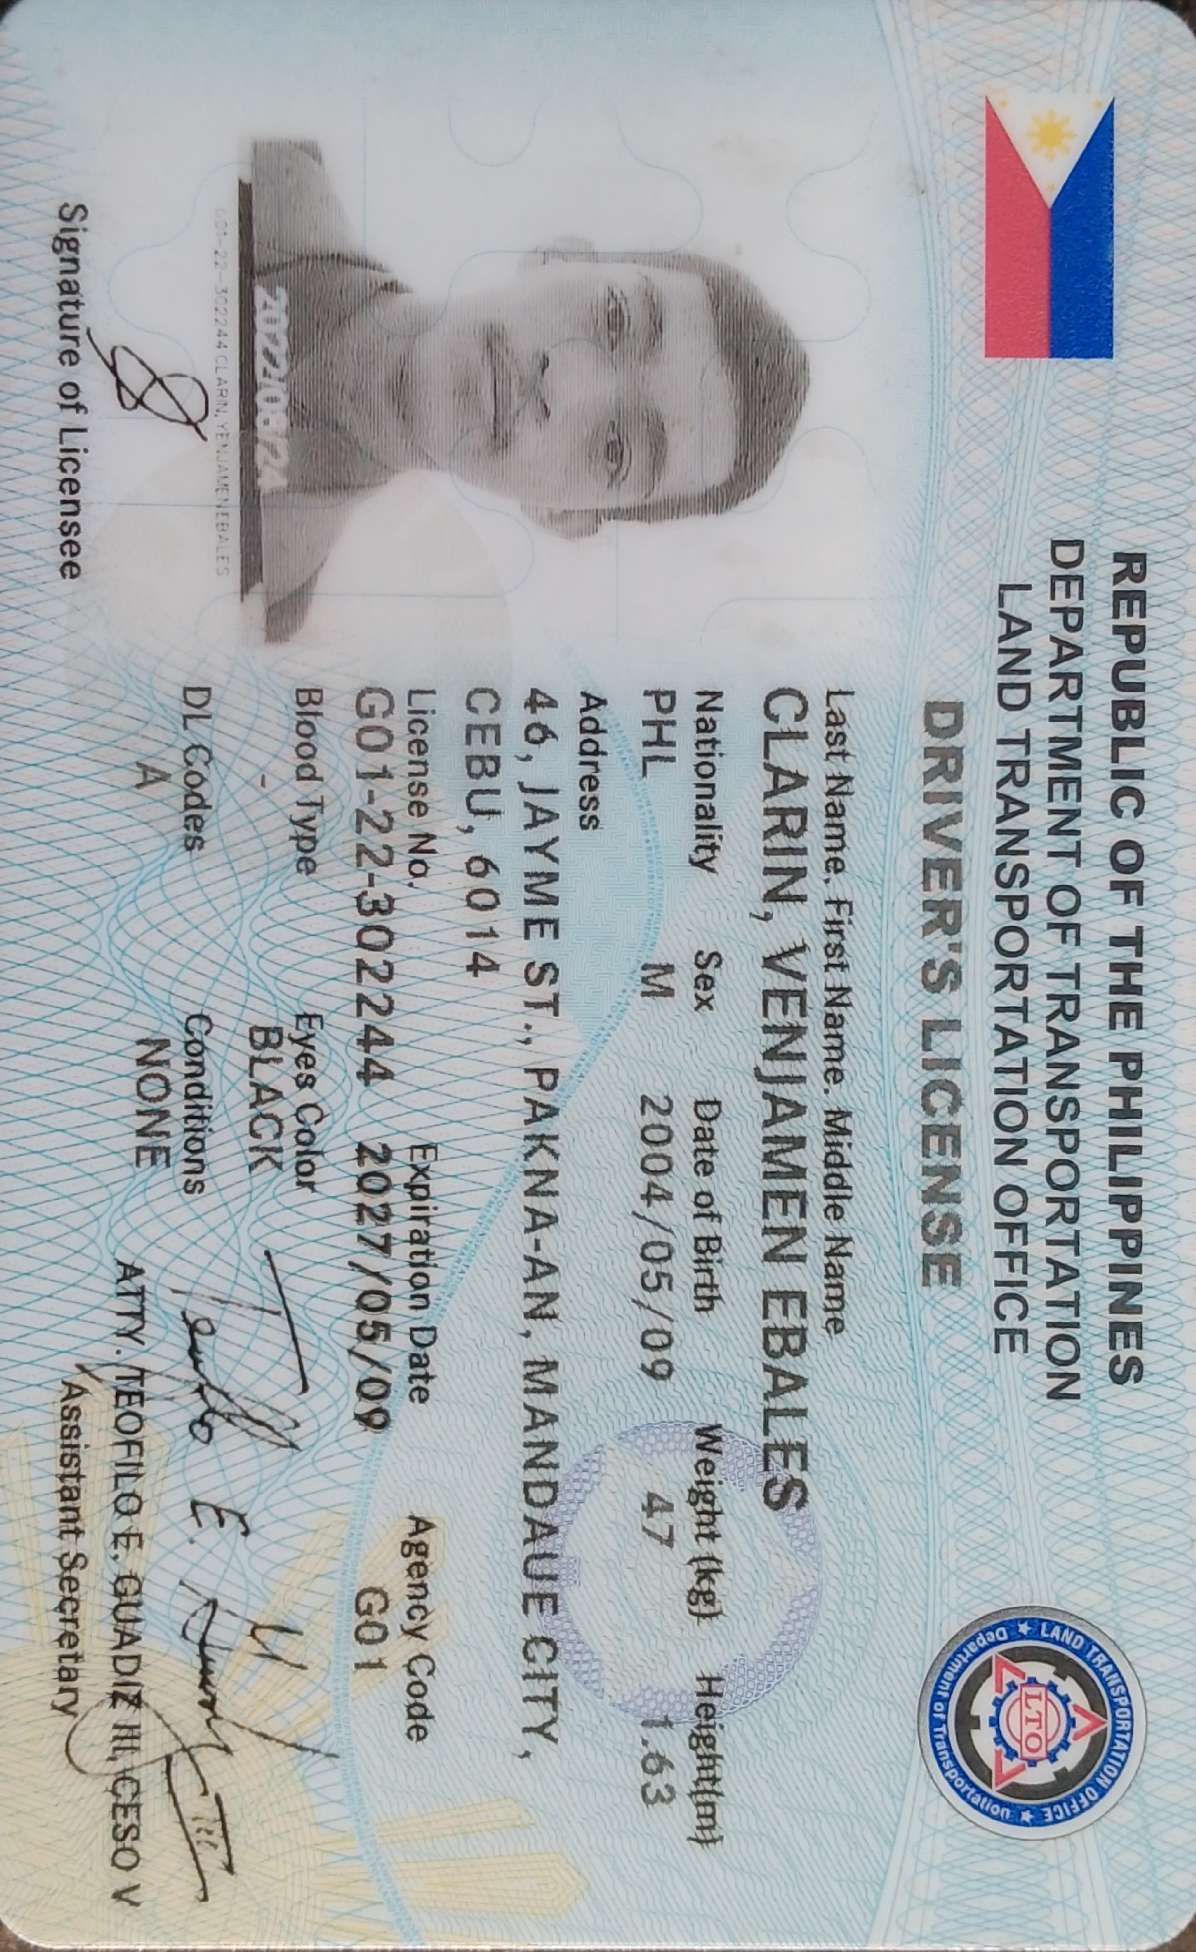 REPUBLIC OF THE PHILIPPINES
DEPARTMENT OF TRANSPORTATION
LAND TRANSPORTATION OFFICE
DRIVER'S LICENSE
LAND TRANSPORTATION OFFICE
Department of Transportation
LTO
Last Name, First Name. Middle Name
CLARIN, VENJAMEN EBALES
Nationality Sex Date of Birth Weight (kg) Height(m)
PHL M 2004/05/09 47 1.63
Address
46, JAYME ST., PAKNA-AN, MANDAUE CITY,
CEBU, 6014
License No. Expiration Date Agency Code
G01-22-302244 2027/05/09 G01
Blood Type Eyes Color
- BLACK
DL Codes Conditions
A NONE
2022/08/24
G01-22-302244 CLARIN, VENJAMEN EBALES
Signature of Licensee
ATTY. TEOFILO E. GUADIZ III, CESO V
Assistant Secretary